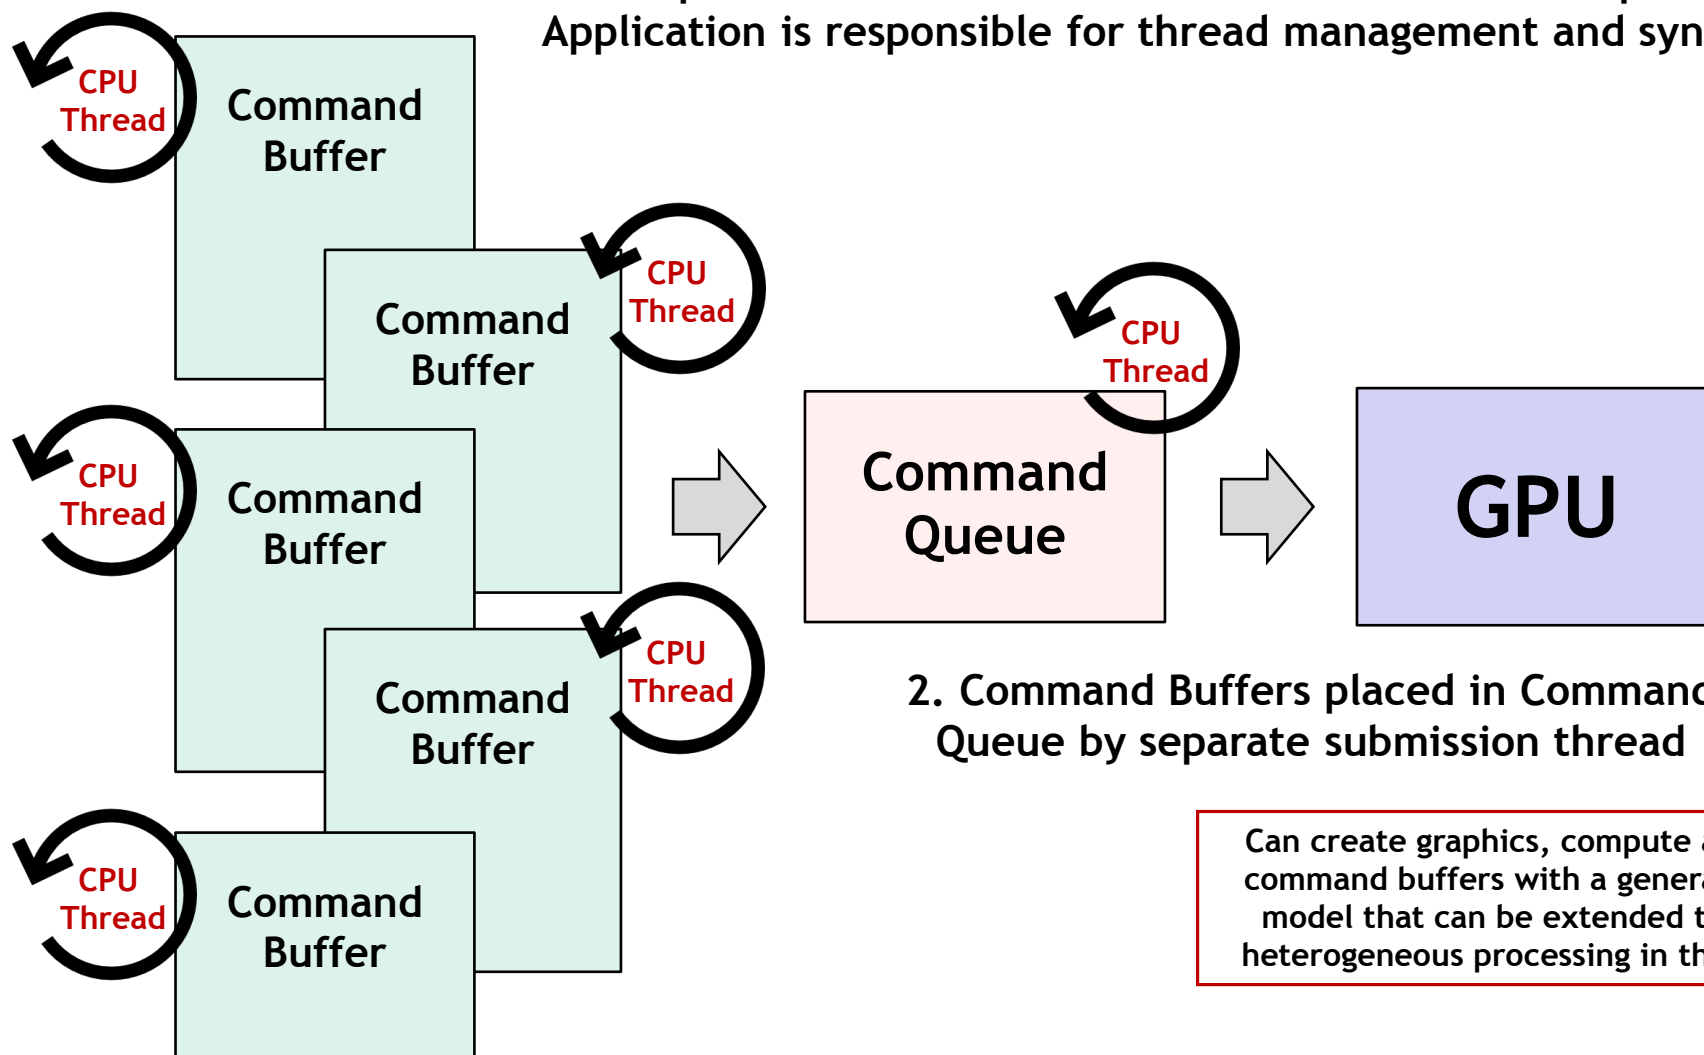 Application is responsible for thread management and syn
CPU
Thread
Command
Buffer
CPU
Thread
Command
Buffer
CPU
Thread
CPU
Thread
Command
Buffer
Command
Queue
GPU
CPU
Thread
Command
Buffer
2. Command Buffers placed in Command
Queue by separate submission thread
CPU
Thread
Command
Buffer
Can create graphics, compute a
command buffers with a genera
model that can be extended t
heterogeneous processing in th